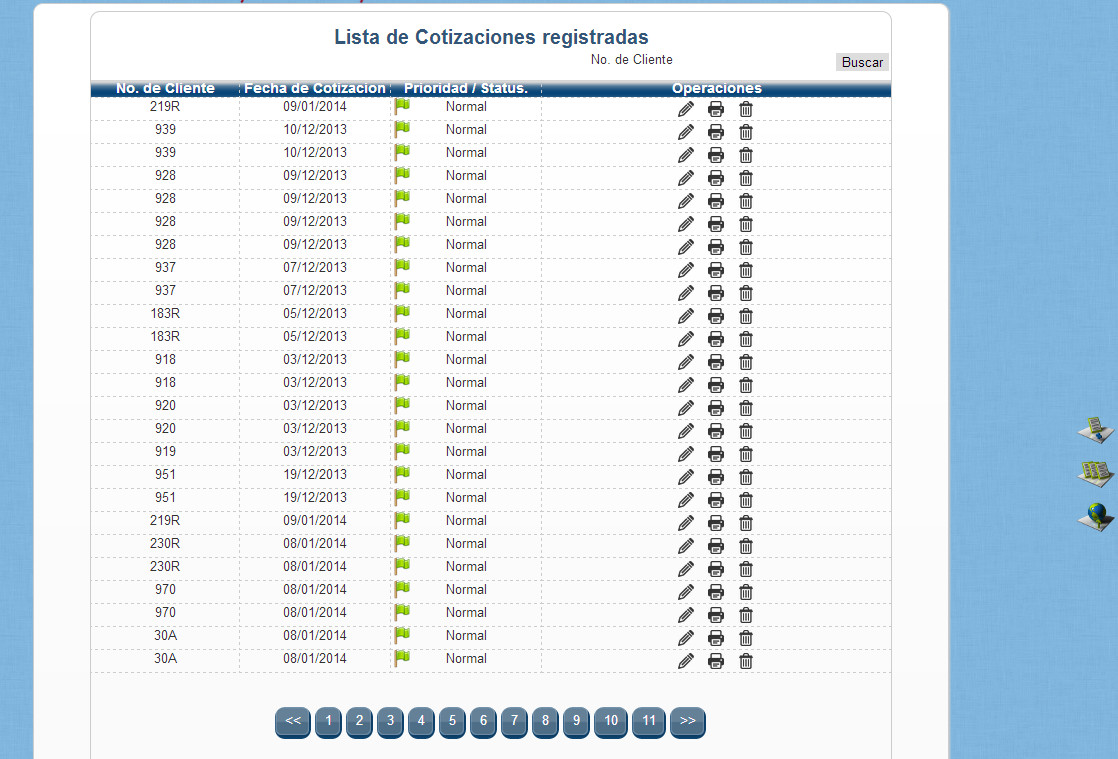 Lista de Cotizaciones registradas
No. de Cliente
Buscar
No. de Cliente Fecha de Cotizacion Prioridad / Status. Operaciones
219R 09/01/2014 Normal
939 10/12/2013 Normal
939 10/12/2013 Normal
928 09/12/2013 Normal
928 09/12/2013 Normal
928 09/12/2013 Normal
928 09/12/2013 Normal
937 07/12/2013 Normal
937 07/12/2013 Normal
183R 05/12/2013 Normal
183R 05/12/2013 Normal
918 03/12/2013 Normal
918 03/12/2013 Normal
920 03/12/2013 Normal
920 03/12/2013 Normal
919 03/12/2013 Normal
951 19/12/2013 Normal
951 19/12/2013 Normal
219R 09/01/2014 Normal
230R 08/01/2014 Normal
230R 08/01/2014 Normal
970 08/01/2014 Normal
970 08/01/2014 Normal
30A 08/01/2014 Normal
30A 08/01/2014 Normal
<< 1 2 3 4 5 6 7 8 9 10 11 >>